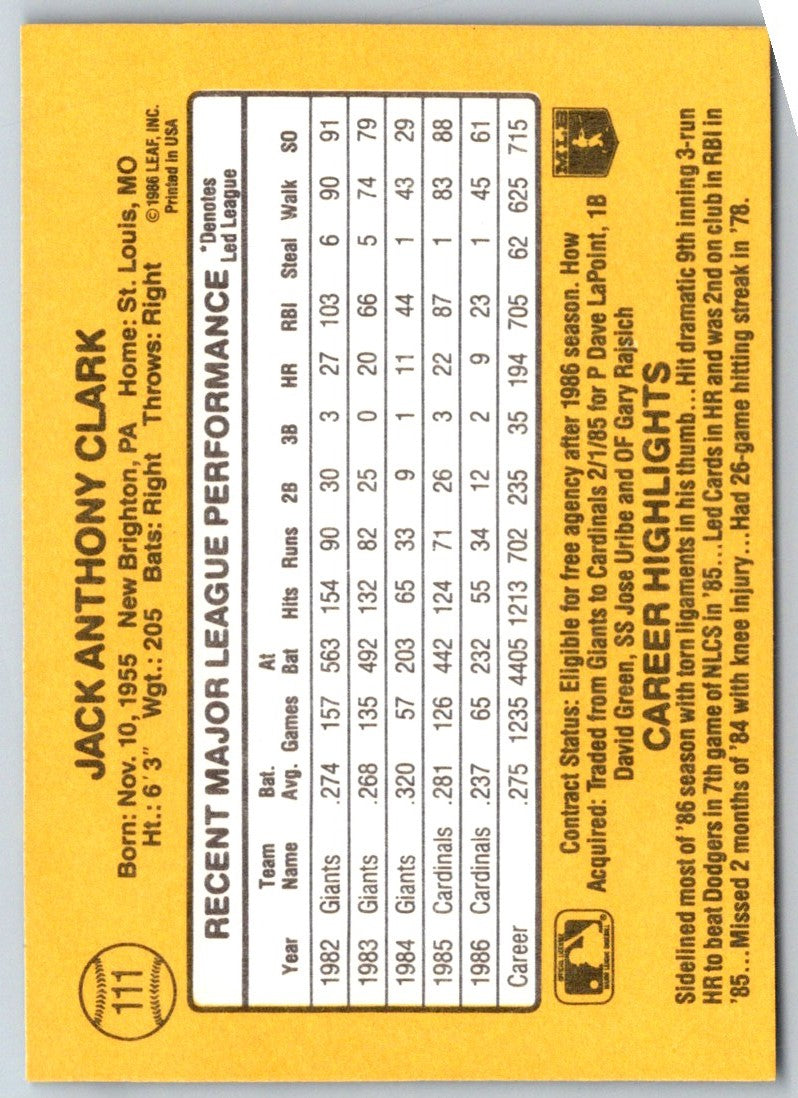 111
JACK ANTHONY CLARK
Born: Nov. 10, 1955 New Brighton, PA Home: St. Louis, MO
Ht.: 6'3" Wgt.: 205 Bats: Right Throws: Right
© 1986 LEAF, INC.
Printed in USA
RECENT MAJOR LEAGUE PERFORMANCE
*Denotes
Led League
Year Team Name Bat. Avg. Games At Bat Hits Runs 2B 3B HR RBI Steal Walk SO
1982 Giants .274 157 563 154 90 30 3 27 103 6 90 91
1983 Giants .268 135 492 132 82 25 0 20 66 5 74 79
1984 Giants .320 57 203 65 33 9 1 11 44 1 43 29
1985 Cardinals .281 126 442 124 71 26 3 22 87 1 83 88
1986 Cardinals .237 65 232 55 34 12 2 9 23 1 45 61
Career .275 1235 4405 1213 702 235 35 194 705 62 625 715
Contract Status: Eligible for free agency after 1986 season. How
Acquired: Traded from Giants to Cardinals 2/1/85 for P Dave LaPoint, 1B
David Green, SS Jose Uribe and OF Gary Rajsich
MLB
CAREER HIGHLIGHTS
Sidelined most of '86 season with torn ligaments in his thumb...Hit dramatic 9th inning 3-run
HR to beat Dodgers in 7th game of NLCS in '85...Led Cards in HR and was 2nd on club in RBI in
'85...Missed 2 months of '84 with knee injury...Had 26-game hitting streak in '78.